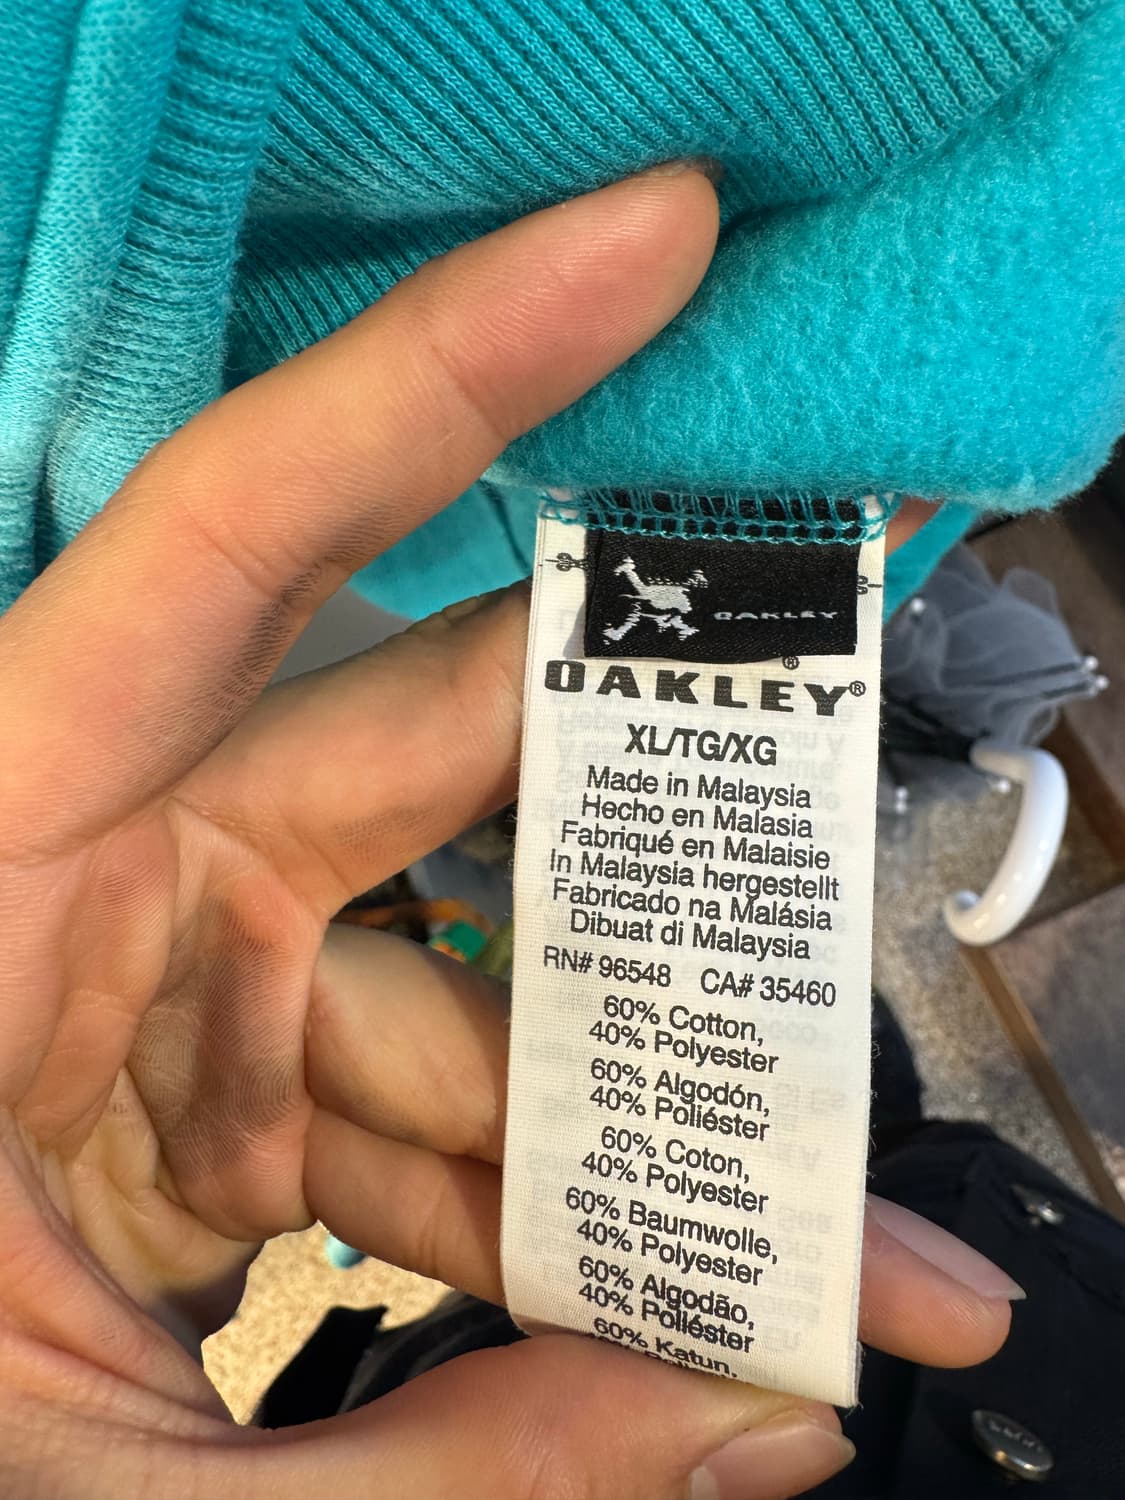 OAKLEY
®
OAKLEY®
XL/TG/XG
Made in Malaysia
Hecho en Malasia
Fabriqué en Malaisie
In Malaysia hergestellt
Fabricado na Malásia
Dibuat di Malaysia
RN# 96548 CA# 35460
60% Cotton,
40% Polyester
60% Algodón,
40% Poliéster
60% Coton,
40% Polyester
60% Baumwolle,
40% Polyester
60% Algodão,
40% Poliéster
60% Katun,